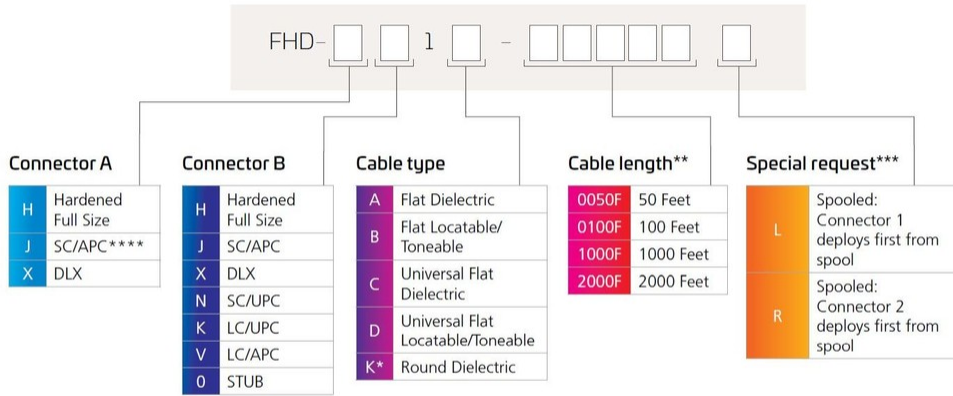 FHD- 1 -
Connector A
H Hardened
Full Size
J SC/APC****
X DLX
Connector B
H Hardened
Full Size
J SC/APC
X DLX
N SC/UPC
K LC/UPC
V LC/APC
0 STUB
Cable type
A Flat Dielectric
B Flat Locatable/
Toneable
C Universal Flat
Dielectric
D Universal Flat
Locatable/Toneable
K* Round Dielectric
Cable length**
0050F 50 Feet
0100F 100 Feet
1000F 1000 Feet
2000F 2000 Feet
Special request***
L Spooled:
Connector 1
deploys first from
spool
R Spooled:
Connector 2
deploys first from
spool